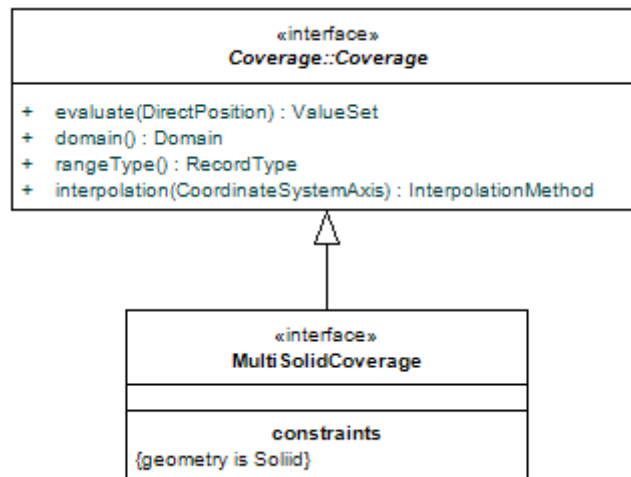 «interface»
Coverage::Coverage
+ evaluate(DirectPosition) : ValueSet
+ domain() : Domain
+ rangeType() : RecordType
+ interpolation(CoordinateSystemAxis) : InterpolationMethod
«interface»
MultiSolidCoverage
constraints
{geometry is Soliid}